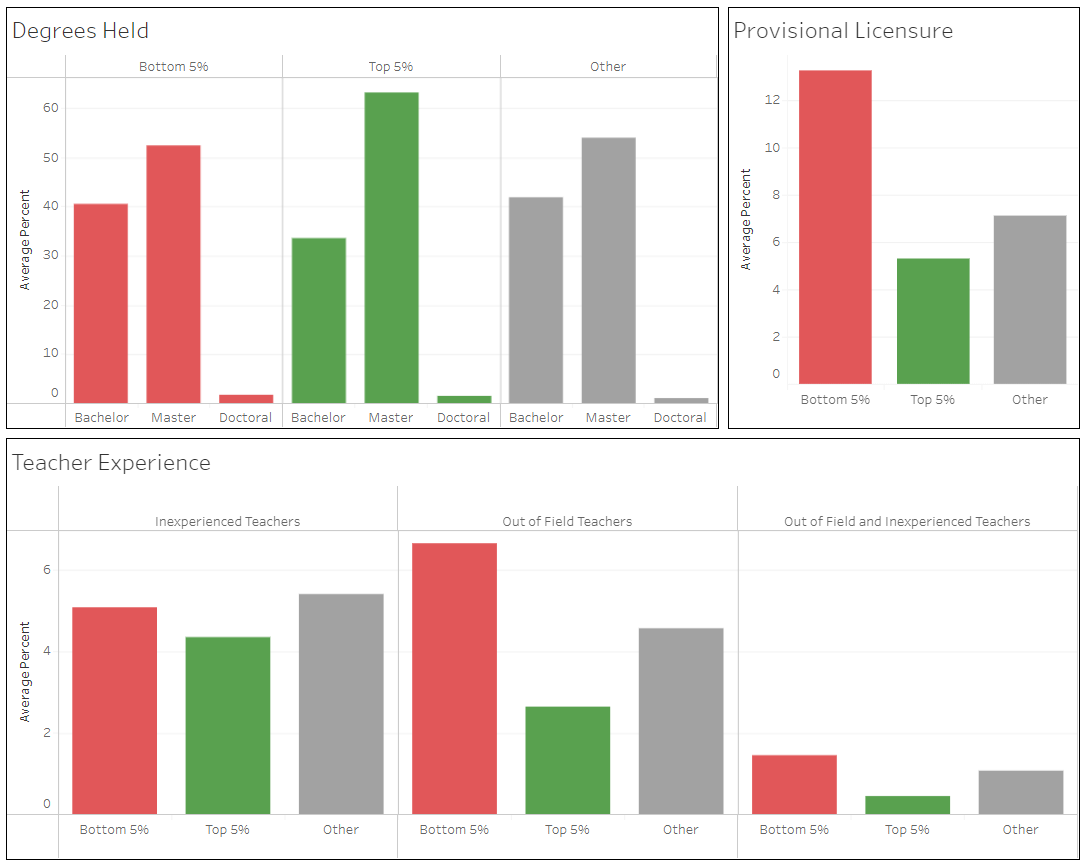 Degrees Held
Bottom 5% Top 5% Other
Average Percent
60
50
40
30
20
10
0
Bachelor Master Doctoral Bachelor Master Doctoral Bachelor Master Doctoral
Provisional Licensure
Average Percent
12
10
8
6
4
2
0
Bottom 5% Top 5% Other
Teacher Experience
Inexperienced Teachers Out of Field Teachers Out of Field and Inexperienced Teachers
Average Percent
6
4
2
0
Bottom 5% Top 5% Other Bottom 5% Top 5% Other Bottom 5% Top 5% Other